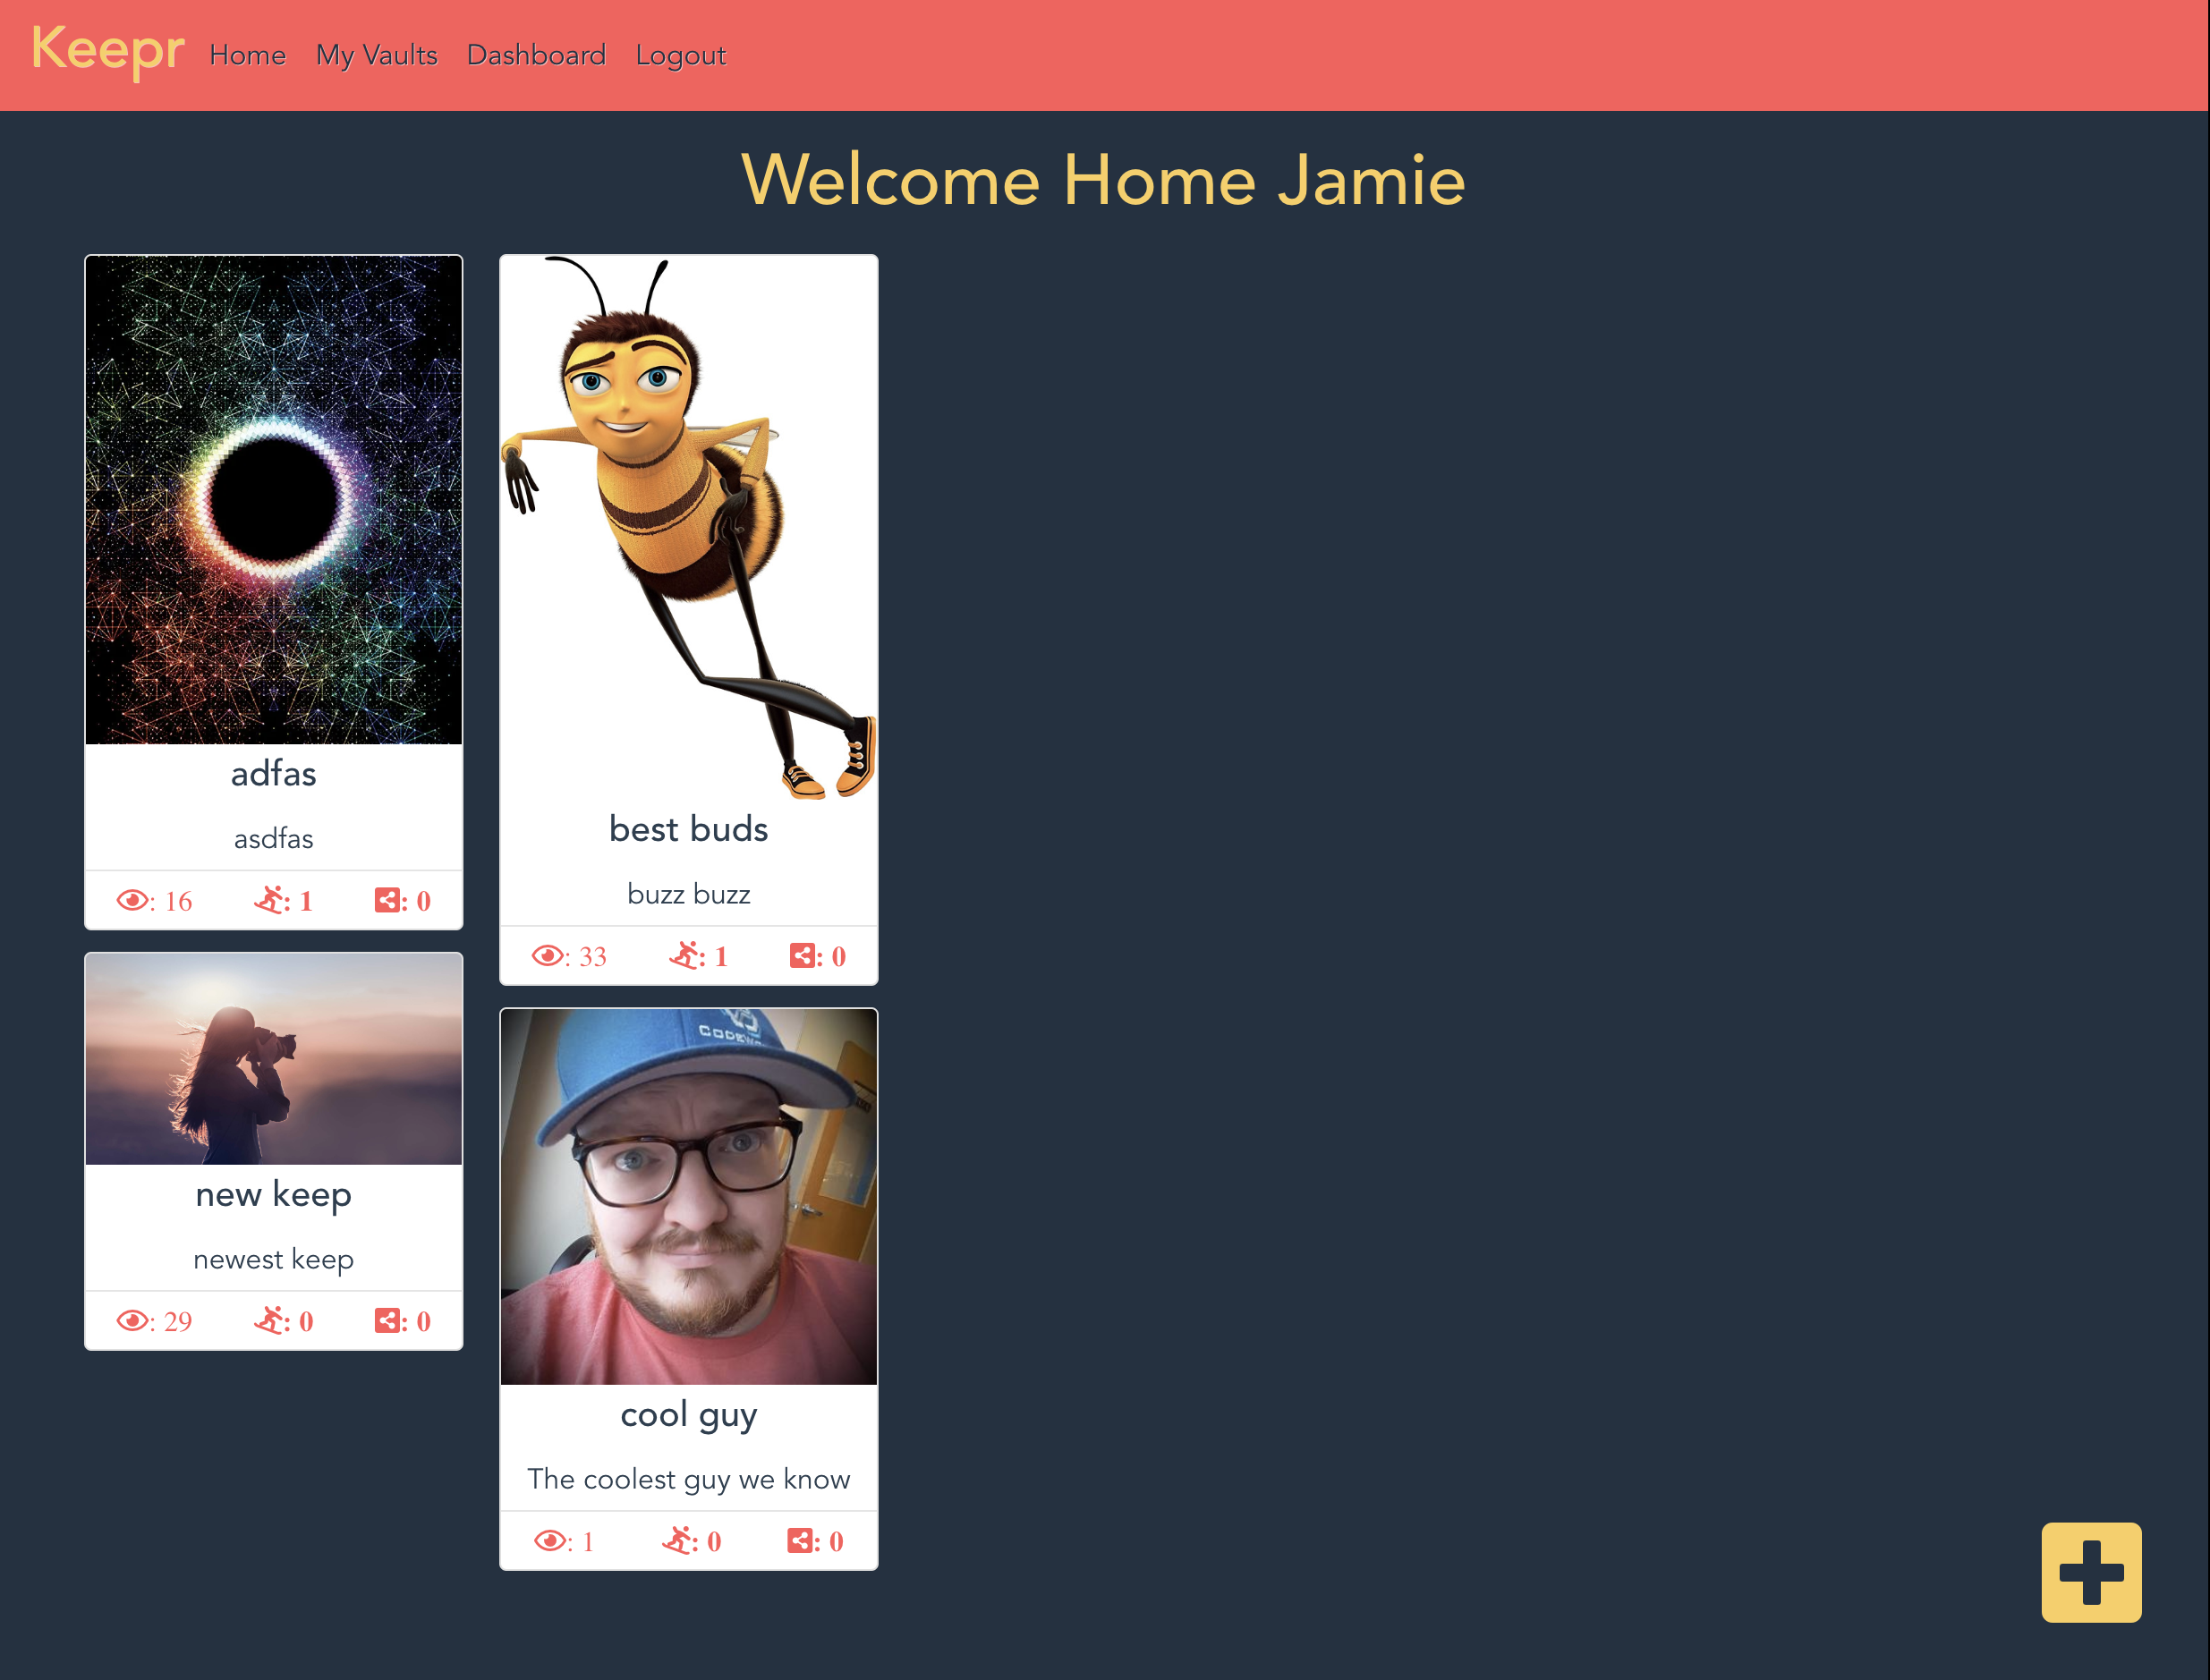 Keepr Home My Vaults Dashboard Logout
Welcome Home Jamie
adfas
asdfas
: 16 : 1 : 0
new keep
newest keep
: 29 : 0 : 0
best buds
buzz buzz
: 33 : 1 : 0
cool guy
The coolest guy we know
: 1 : 0 : 0